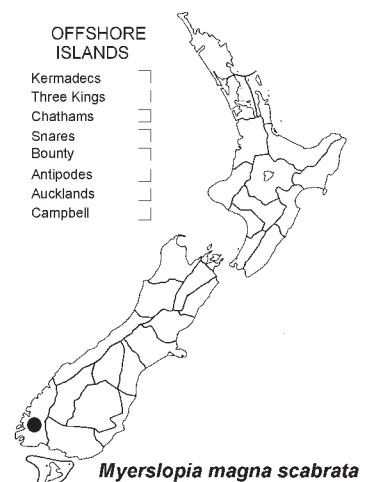 OFFSHORE
ISLANDS
Kermadecs
Three Kings
Chathams
Snares
Bounty
Antipodes
Aucklands
Campbell
Myerslopia magna scabrata